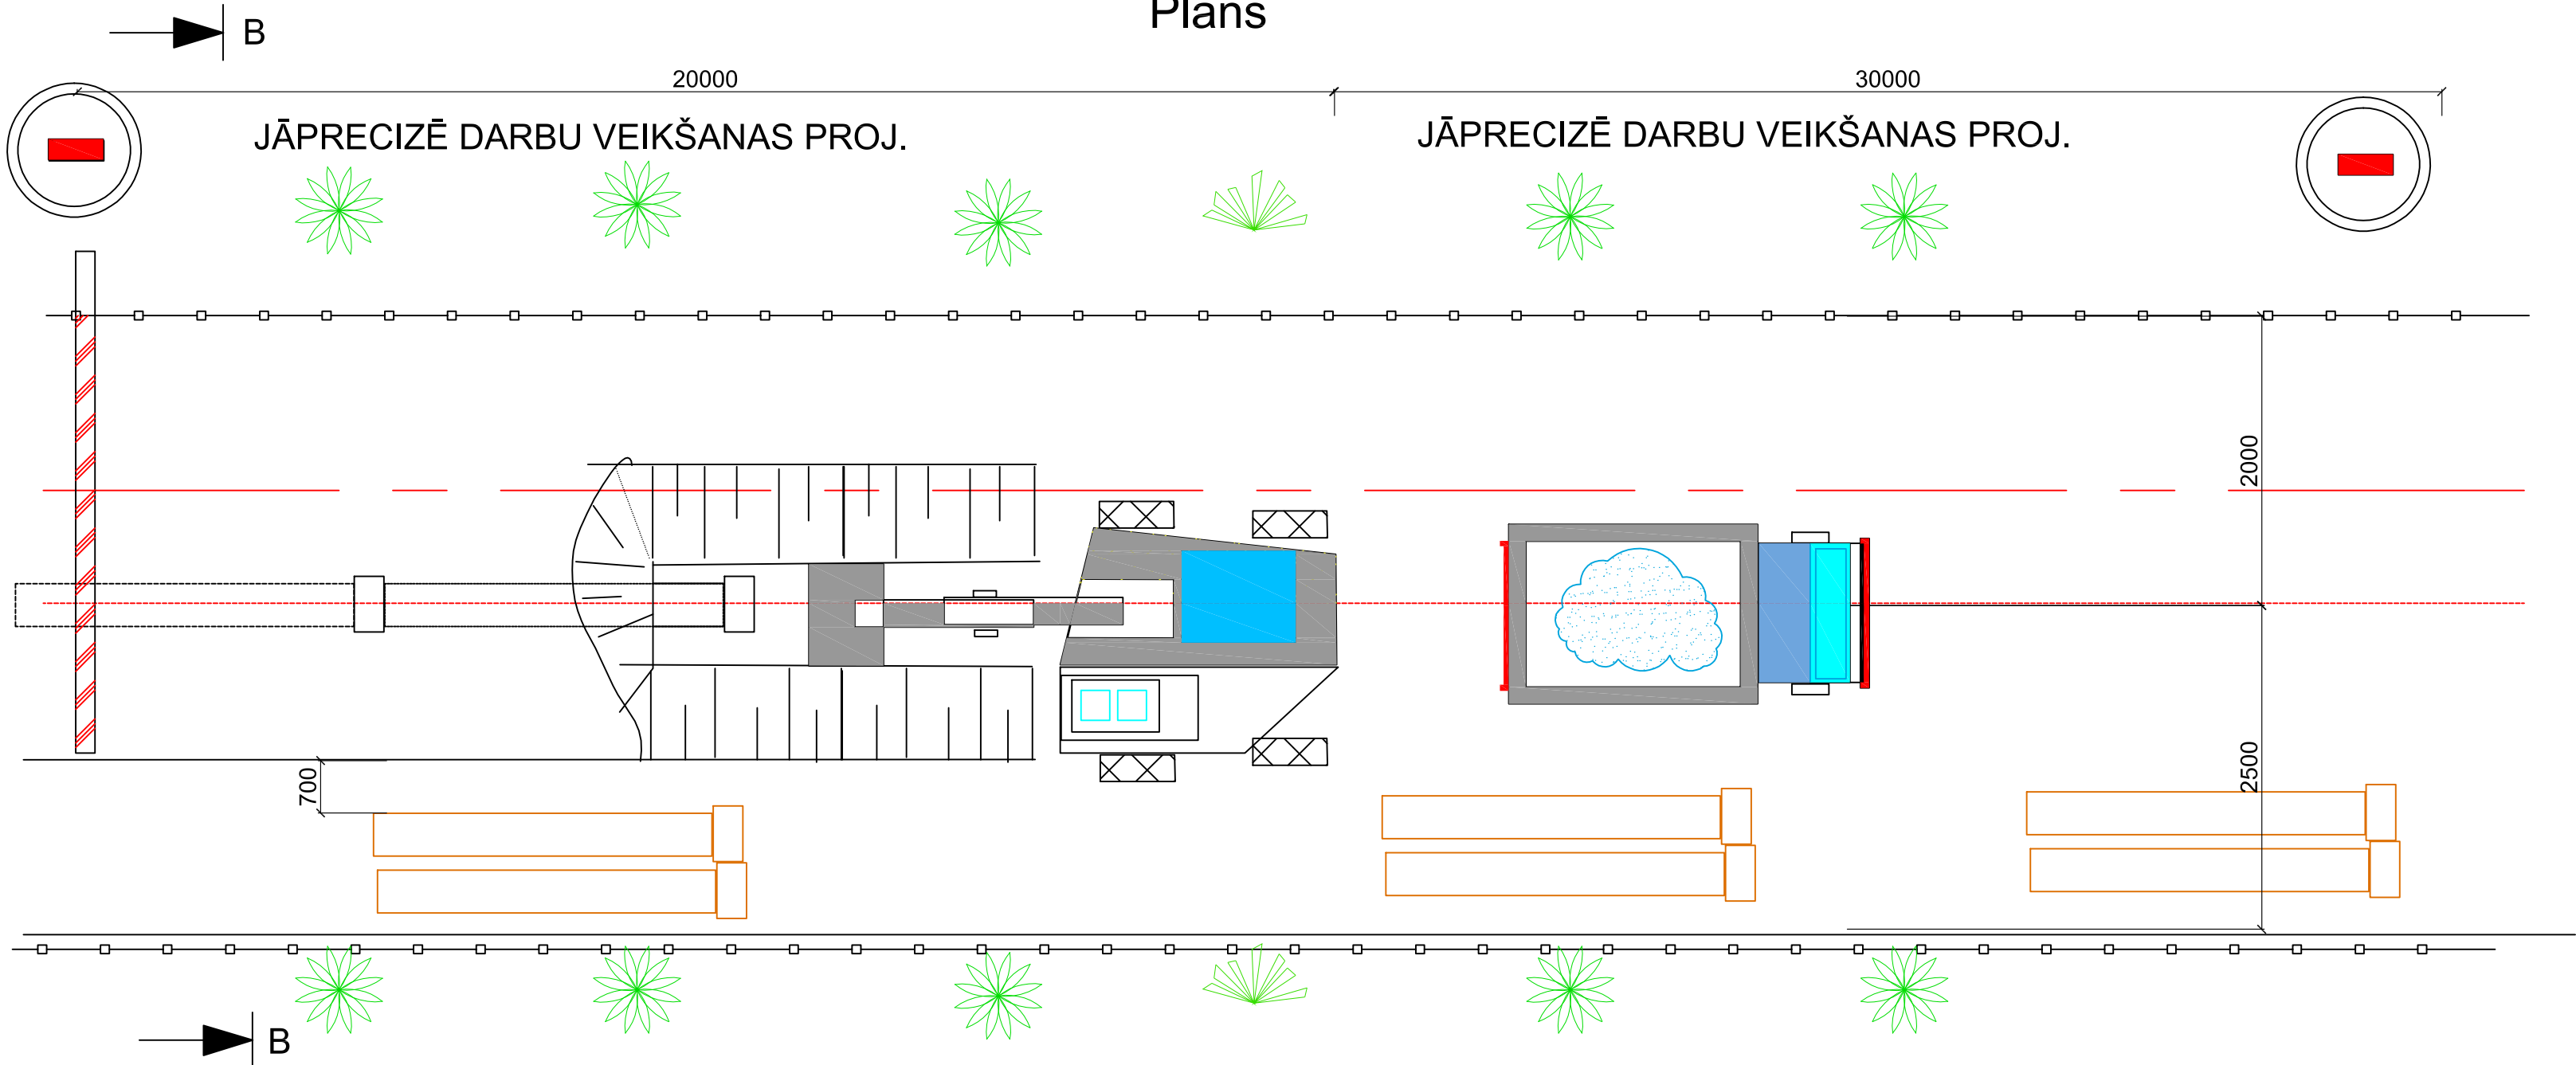 Plans
B
20000
30000
JĀPRECIZĒ DARBU VEIKŠANAS PROJ.
JĀPRECIZĒ DARBU VEIKŠANAS PROJ.
2000
700
2500
B